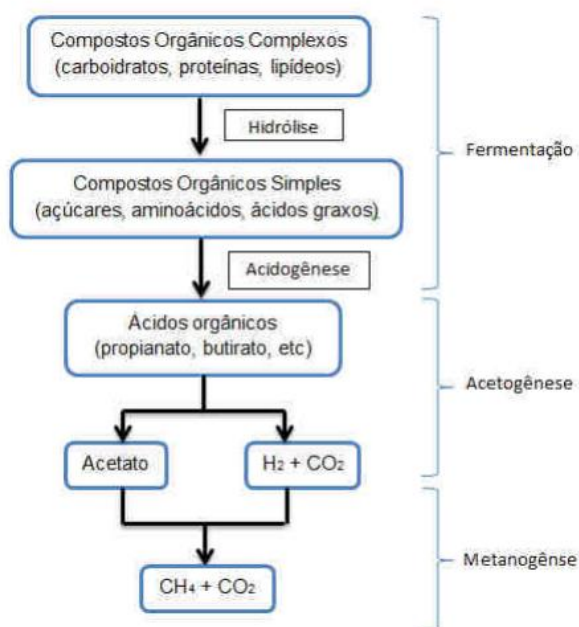 Compostos Orgânicos Complexos
(carboidratos, proteínas, lipídeos)
Hidrólise
Fermentação
Compostos Orgânicos Simples
(açúcares, aminoácidos, ácidos graxos)
Acidogênese
Ácidos orgânicos
(propianato, butirato, etc)
Acetogênese
Acetato
H₂ + CO₂
Metanogênse
CH₄ + CO₂